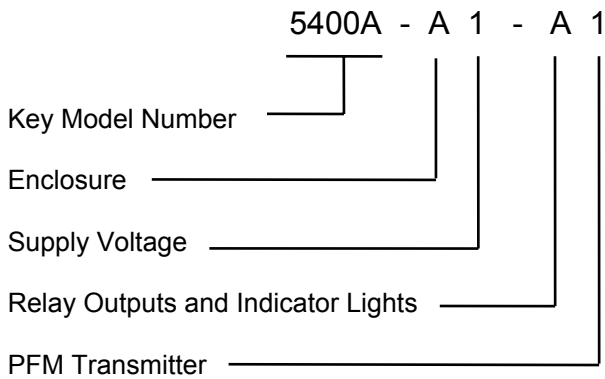 5400A - A 1 - A 1
Key Model Number
Enclosure
Supply Voltage
Relay Outputs and Indicator Lights
PFM Transmitter